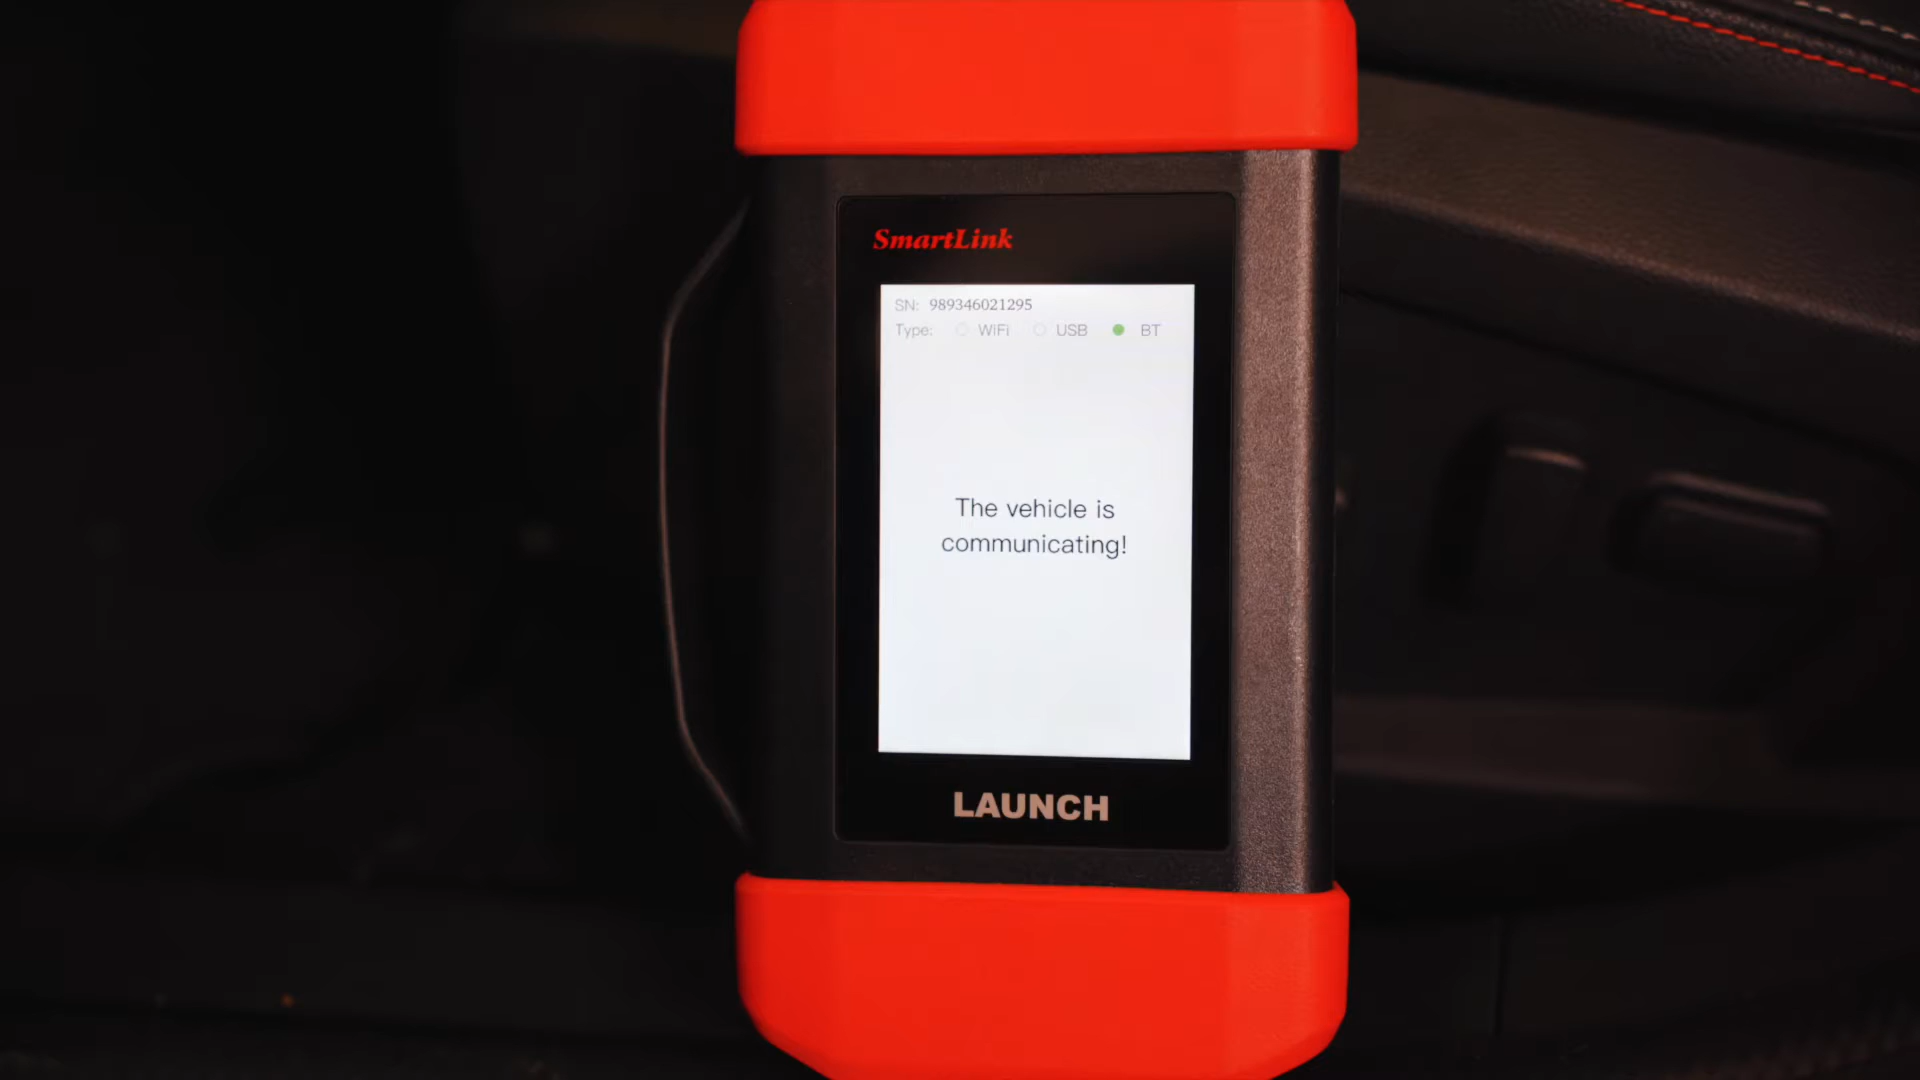 SmartLink
SN: 989346021295
Type: WiFi USB BT
The vehicle is
communicating!
LAUNCH